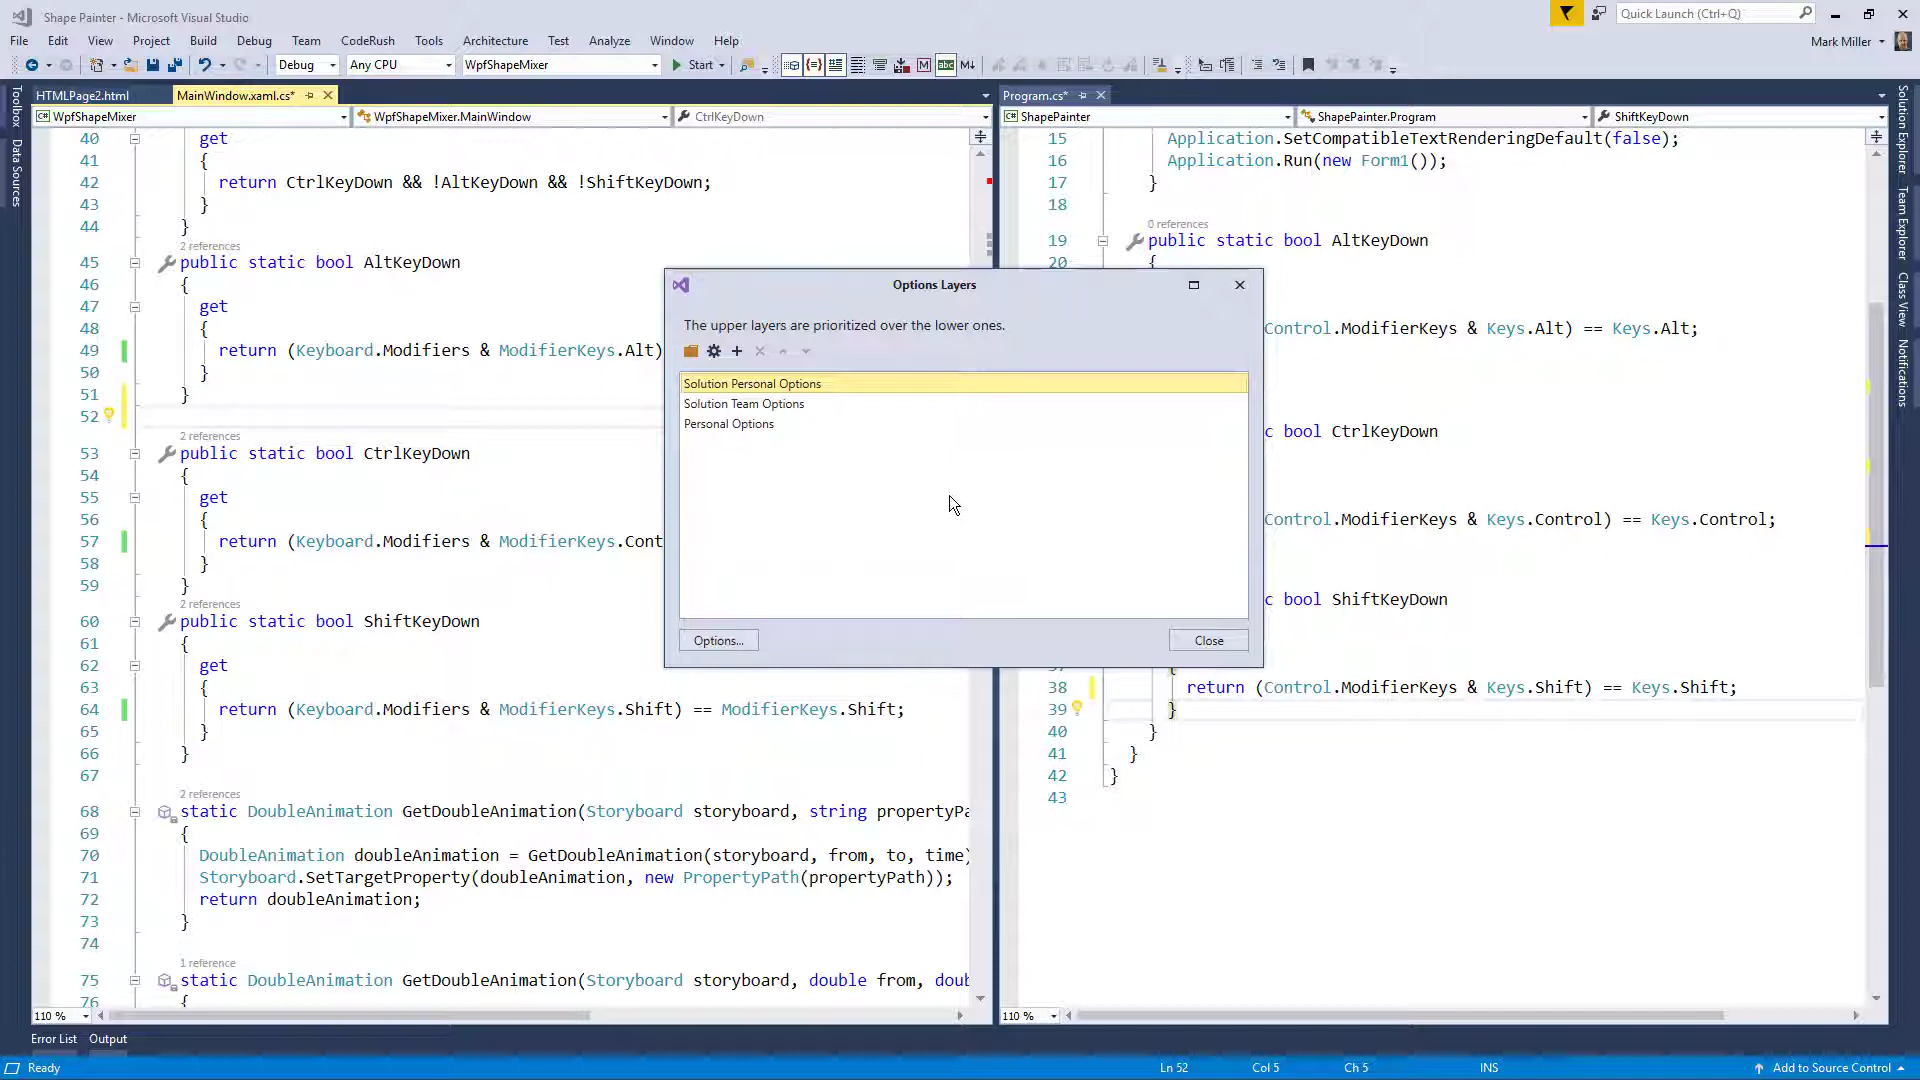 Shape Painter - Microsoft Visual Studio
Quick Launch (Ctrl+Q)
File Edit View Project Build Debug Team CodeRush Tools Architecture Test Analyze Window Help
Mark Miller
Debug Any CPU WpfShapeMixer Start
HTMLPage2.html MainWindow.xaml.cs*
WpfShapeMixer WpfShapeMixer.MainWindow CtrlKeyDown
Toolbox
Data Sources
40 get
41 {
42 return CtrlKeyDown && !AltKeyDown && !ShiftKeyDown;
43 }
44 }
2 references
45 public static bool AltKeyDown
46 {
47 get
48 {
49 return (Keyboard.Modifiers & ModifierKeys.Alt)
50 }
51 }
52
2 references
53 public static bool CtrlKeyDown
54 {
55 get
56 {
57 return (Keyboard.Modifiers & ModifierKeys.Cont
58 }
59 }
2 references
60 public static bool ShiftKeyDown
61 {
62 get
63 {
64 return (Keyboard.Modifiers & ModifierKeys.Shift) == ModifierKeys.Shift;
65 }
66 }
67
2 references
68 static DoubleAnimation GetDoubleAnimation(Storyboard storyboard, string propertyPa
69 {
70 DoubleAnimation doubleAnimation = GetDoubleAnimation(storyboard, from, to, time)
71 Storyboard.SetTargetProperty(doubleAnimation, new PropertyPath(propertyPath));
72 return doubleAnimation;
73 }
74
1 reference
75 static DoubleAnimation GetDoubleAnimation(Storyboard storyboard, double from, doub
76 {
110 %
Options Layers
The upper layers are prioritized over the lower ones.
Solution Personal Options
Solution Team Options
Personal Options
Options...
Close
Program.cs*
ShapePainter ShapePainter.Program ShiftKeyDown
15 Application.SetCompatibleTextRenderingDefault(false);
16 Application.Run(new Form1());
17 }
18
0 references
19 public static bool AltKeyDown
20 {
Control.ModifierKeys & Keys.Alt) == Keys.Alt;
c bool CtrlKeyDown
Control.ModifierKeys & Keys.Control) == Keys.Control;
c bool ShiftKeyDown
{
38 return (Control.ModifierKeys & Keys.Shift) == Keys.Shift;
39 }
40 }
41 }
42 }
43
110 %
Solution Explorer
Team Explorer
Class View
Notifications
Error List Output
Ready Ln 52 Col 5 Ch 5 INS Add to Source Control